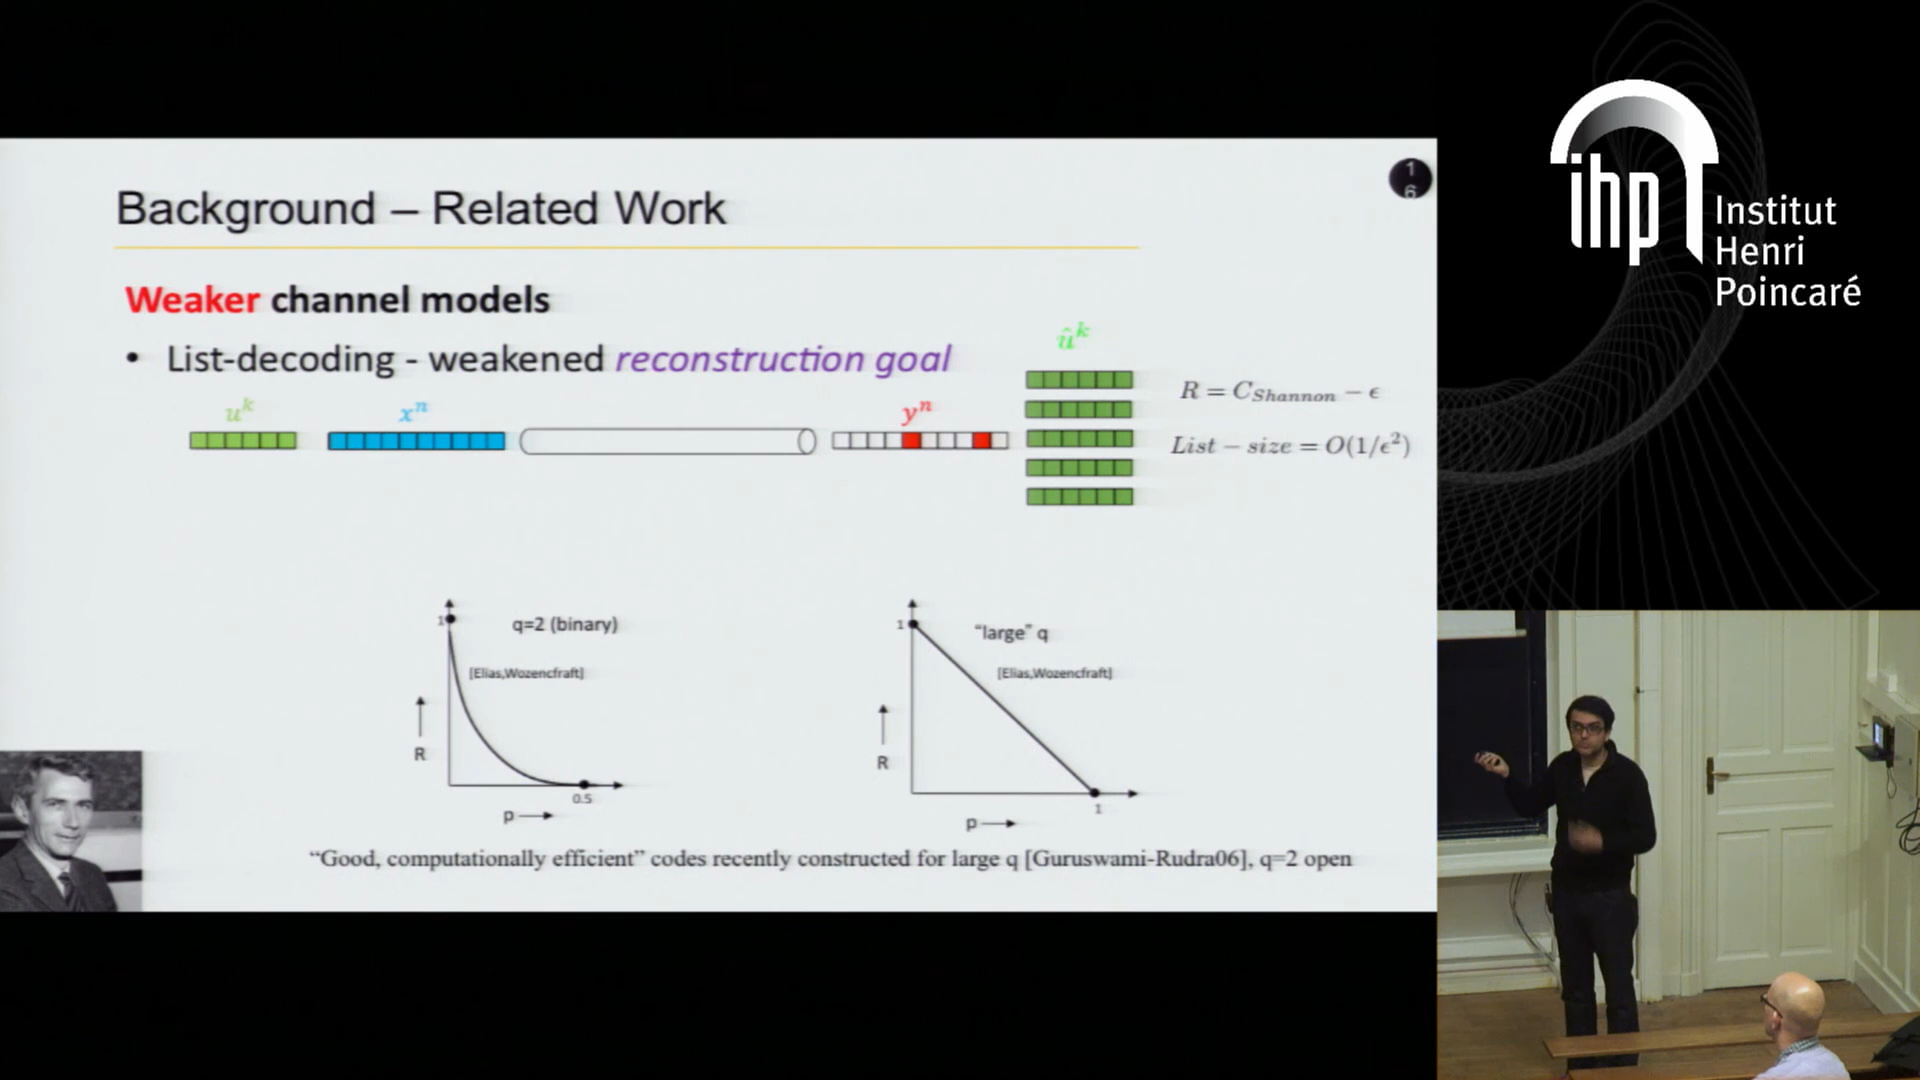 1
6
Background – Related Work
Weaker channel models
• List-decoding - weakened reconstruction goal
u^k
x^n
y^n
û^k
R = C_Shannon − ϵ
List − size = O(1/ϵ²)
1
q=2 (binary)
[Elias,Wozencfraft]
R
0.5
p
1
"large" q
[Elias,Wozencfraft]
R
1
p
"Good, computationally efficient" codes recently constructed for large q [Guruswami-Rudra06], q=2 open
ihp
Institut
Henri
Poincaré